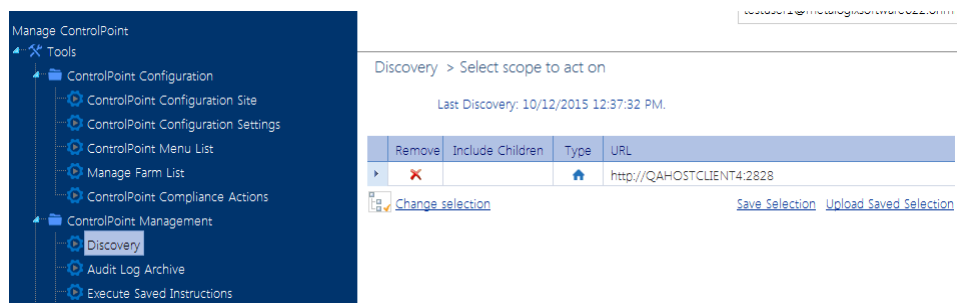 Manage ControlPoint
Tools
ControlPoint Configuration
ControlPoint Configuration Site
ControlPoint Configuration Settings
ControlPoint Menu List
Manage Farm List
ControlPoint Compliance Actions
ControlPoint Management
Discovery
Audit Log Archive
Execute Saved Instructions
Discovery > Select scope to act on
Last Discovery: 10/12/2015 12:37:32 PM.
Remove Include Children Type URL
http://QAHOSTCLIENT4:2828
Change selection Save Selection Upload Saved Selection